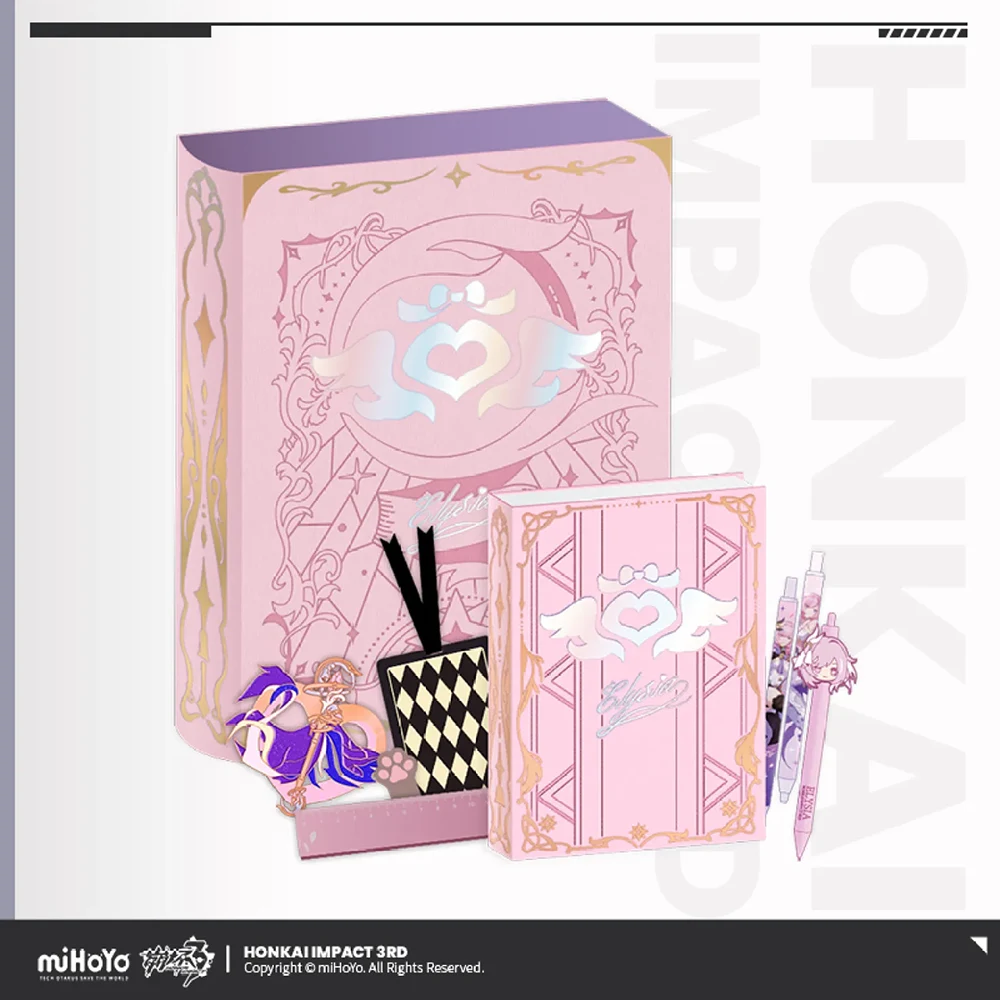 HONKAI
IMPACT 3RD
Elysia
Elysia
ELYSIA
miHoYo
TECH OTAKUS SAVE THE WORLD
HONKAI IMPACT 3RD
Copyright © miHoYo. All Rights Reserved.